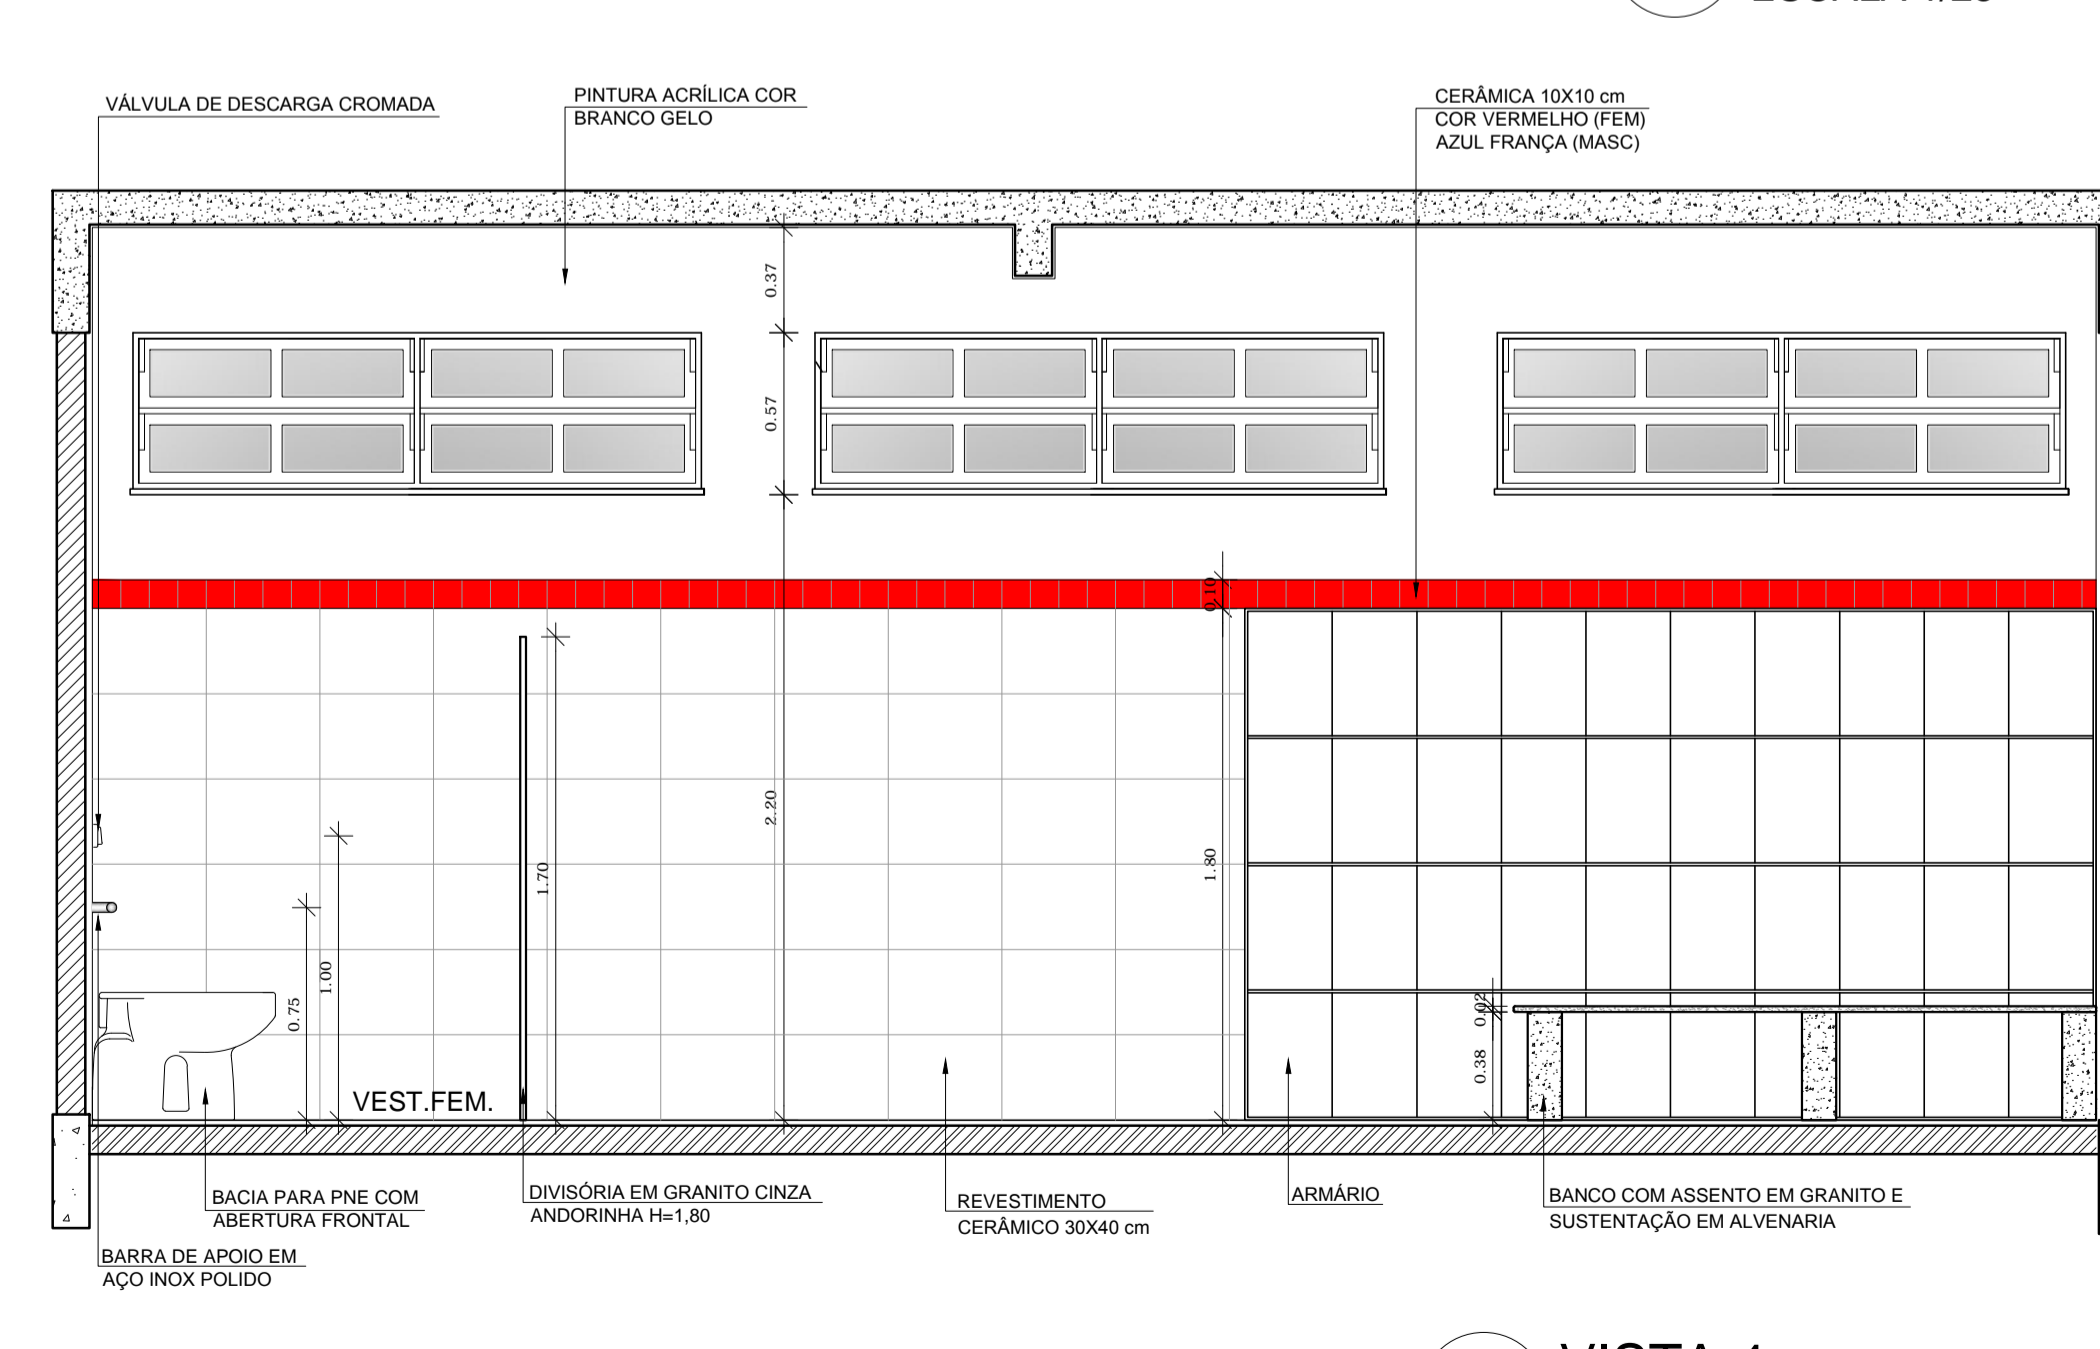 VÁLVULA DE DESCARGA CROMADA
PINTURA ACRÍLICA COR
BRANCO GELO
CERÂMICA 10X10 cm
COR VERMELHO (FEM)
AZUL FRANÇA (MASC)
0.37
0.57
0.10
2.20
1.70
1.80
1.00
0.75
0.02
0.38
VEST.FEM.
BACIA PARA PNE COM
ABERTURA FRONTAL
DIVISÓRIA EM GRANITO CINZA
ANDORINHA H=1,80
REVESTIMENTO
CERÂMICO 30X40 cm
ARMÁRIO
BANCO COM ASSENTO EM GRANITO E
SUSTENTAÇÃO EM ALVENARIA
BARRA DE APOIO EM
AÇO INOX POLIDO